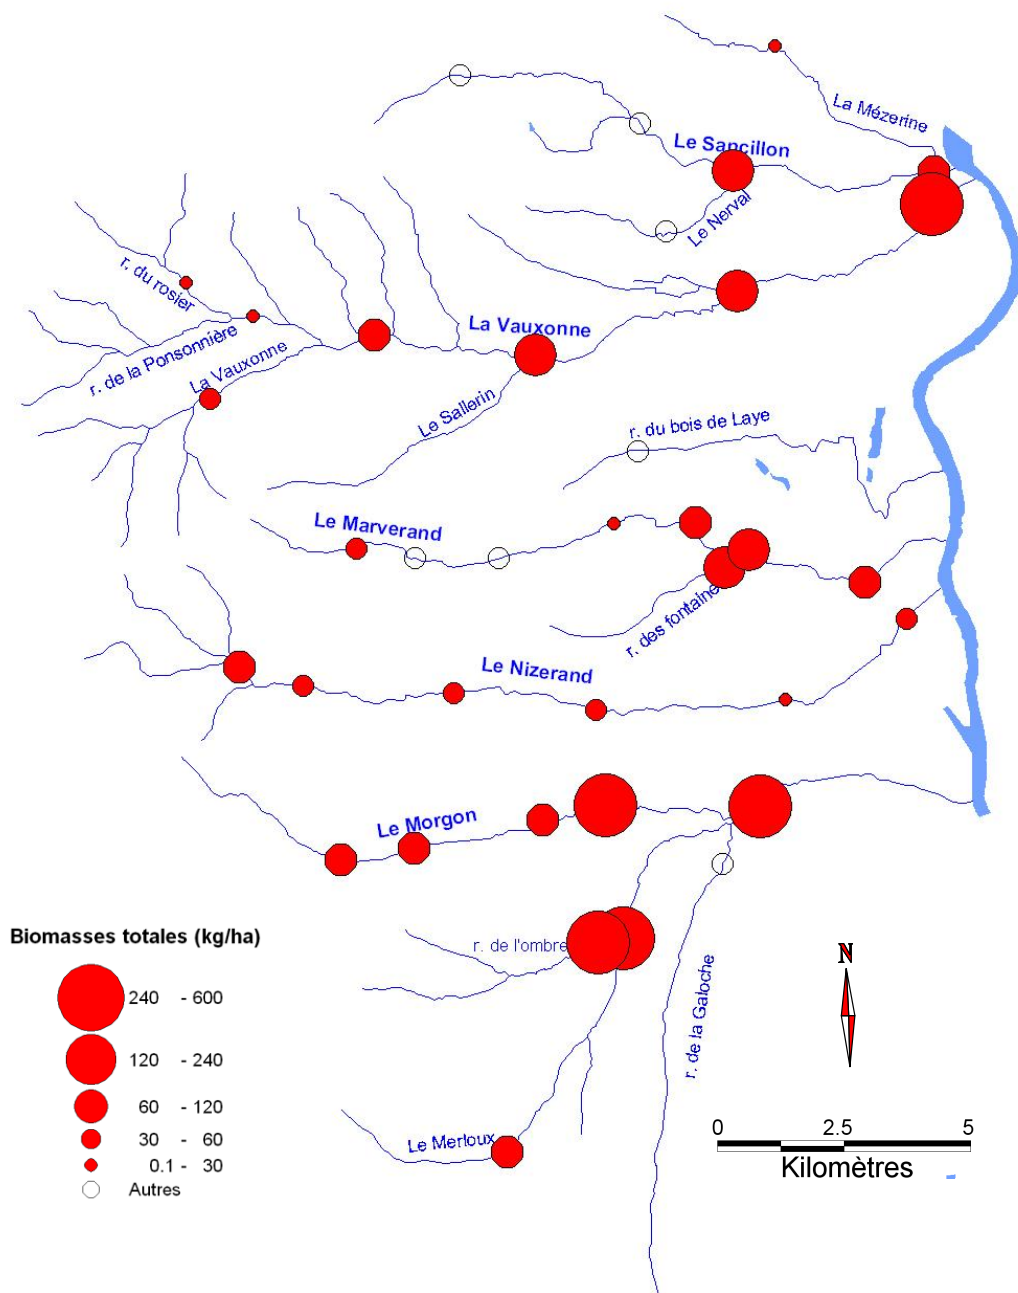 La Mézerine
Le Sancillon
Le Nerval
r. du rosier
La Vauxonne
r. de la Ponsonnière
La Vauxonne
Le Sallerin
r. du bois de Laye
Le Marverand
r. des fontaine
Le Nizerand
Le Morgon
r. de l'ombre
r. de la Galoche
Le Merloux
Biomasses totales (kg/ha)
240 - 600
120 - 240
60 - 120
30 - 60
0.1 - 30
Autres
N
0 2.5 5
Kilomètres